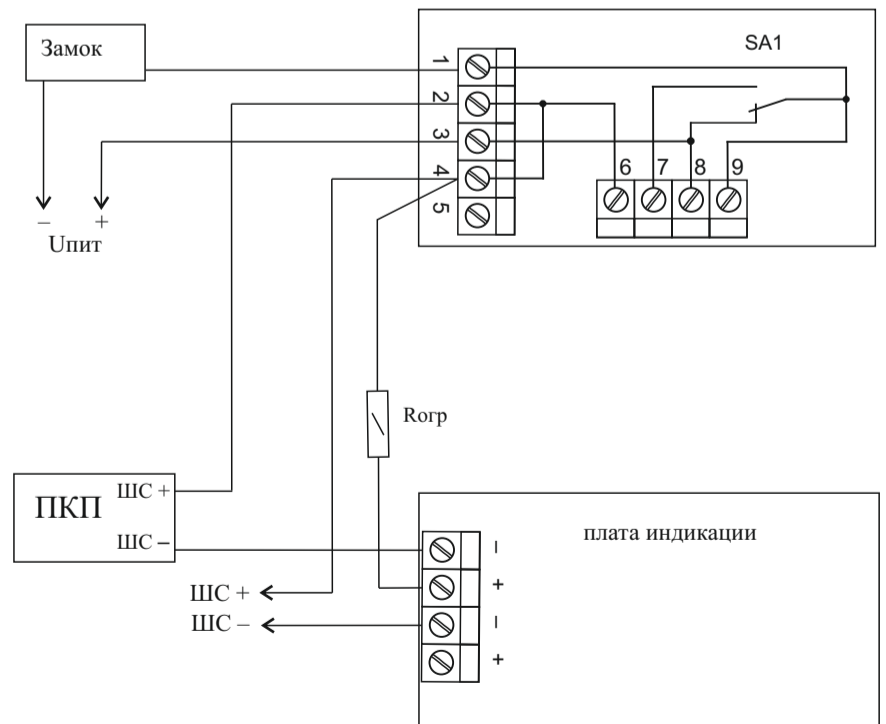 Замок
SA1
1
2
3
4
5
6 7 8 9
– +
Uпит
Rогр
ПКП
ШС +
ШС –
плата индикации
–
+
–
+
ШС +
ШС –